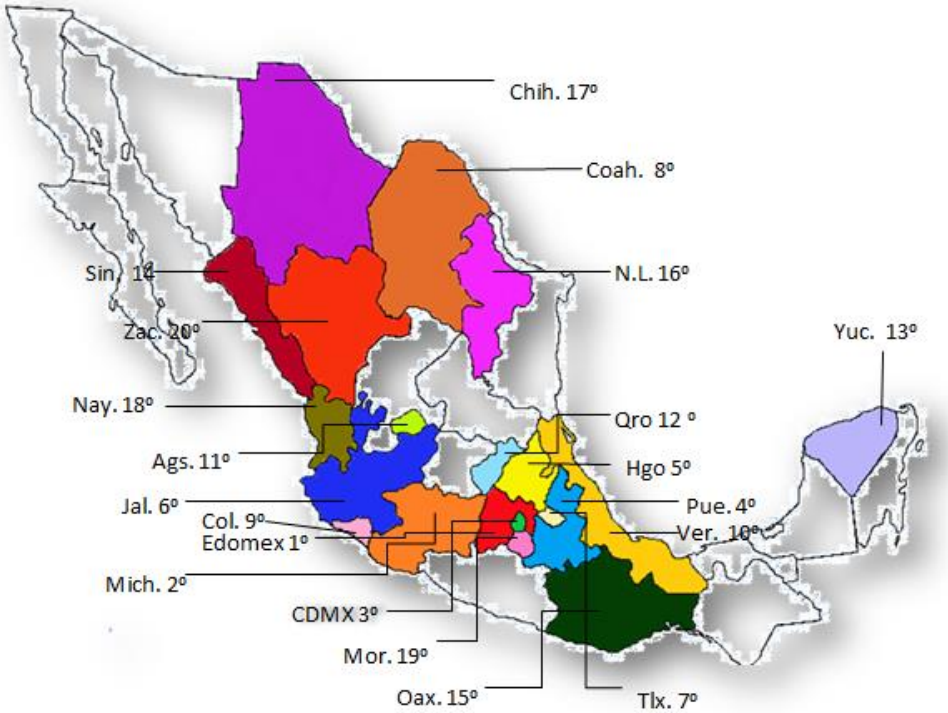 Chih. 17º
Coah. 8º
Sin. 14
N.L. 16º
Zac. 20º
Yuc. 13º
Nay. 18º
Qro 12 º
Ags. 11º
Hgo 5º
Jal. 6º
Pue. 4º
Col. 9º
Ver. 10º
Edomex 1º
Mich. 2º
CDMX 3º
Mor. 19º
Oax. 15º
Tlx. 7º